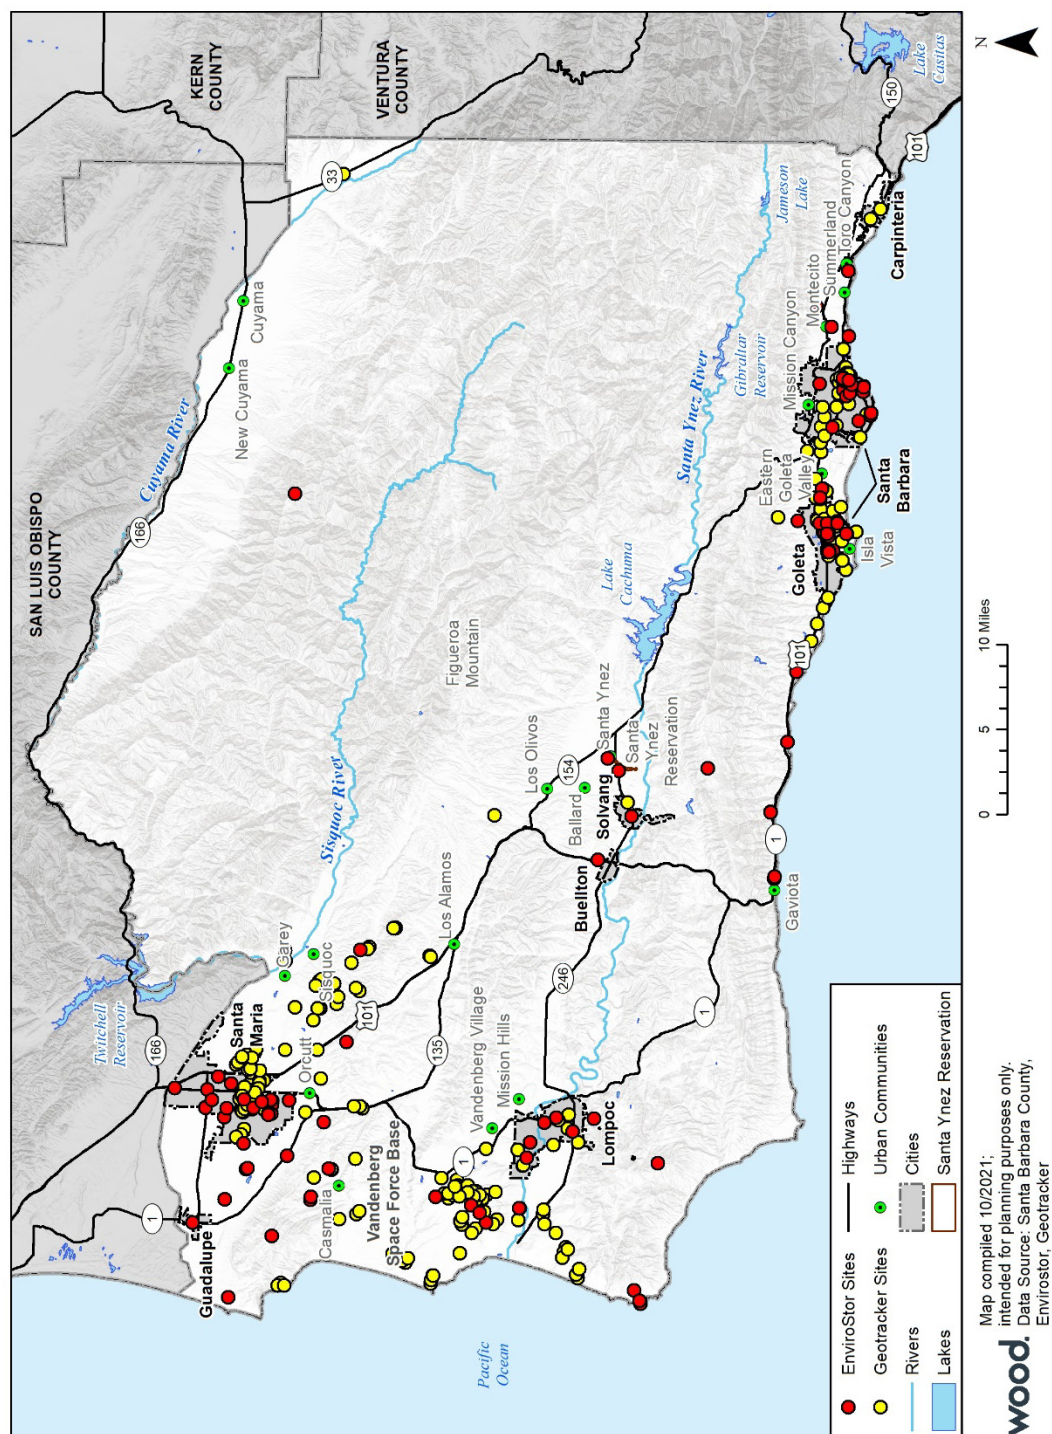 SAN LUIS OBISPO
COUNTY
KERN
COUNTY
VENTURA
COUNTY
Twitchell
Reservoir
Cuyama River
166
166
33
New Cuyama
Cuyama
Guadalupe
1
Santa
Maria
Garey
Sisquoc
Orcutt
101
Sisquoc River
Casmalia
Vandenberg
Space Force Base
135
Los Alamos
Figueroa
Mountain
1
Vandenberg Village
Mission Hills
Los Olivos
154
Ballard
Santa Ynez
Solvang
Santa
Ynez
Reservation
Buellton
246
Lompoc
1
Lake
Cachuma
Santa Ynez River
Gibraltar
Reservoir
Jameson
Lake
Pacific
Ocean
Gaviota
1
101
Eastern
Goleta
Valley
Goleta
Isla
Vista
Santa
Barbara
Mission Canyon
Montecito
Summerland
Toro Canyon
Carpinteria
101
150
Lake
Casitas
N
0
5
10 Miles
EnviroStor Sites
Geotracker Sites
Rivers
Lakes
Highways
Urban Communities
Cities
Santa Ynez Reservation
wood.
Map compiled 10/2021;
intended for planning purposes only.
Data Source: Santa Barbara County,
Envirostor, Geotracker